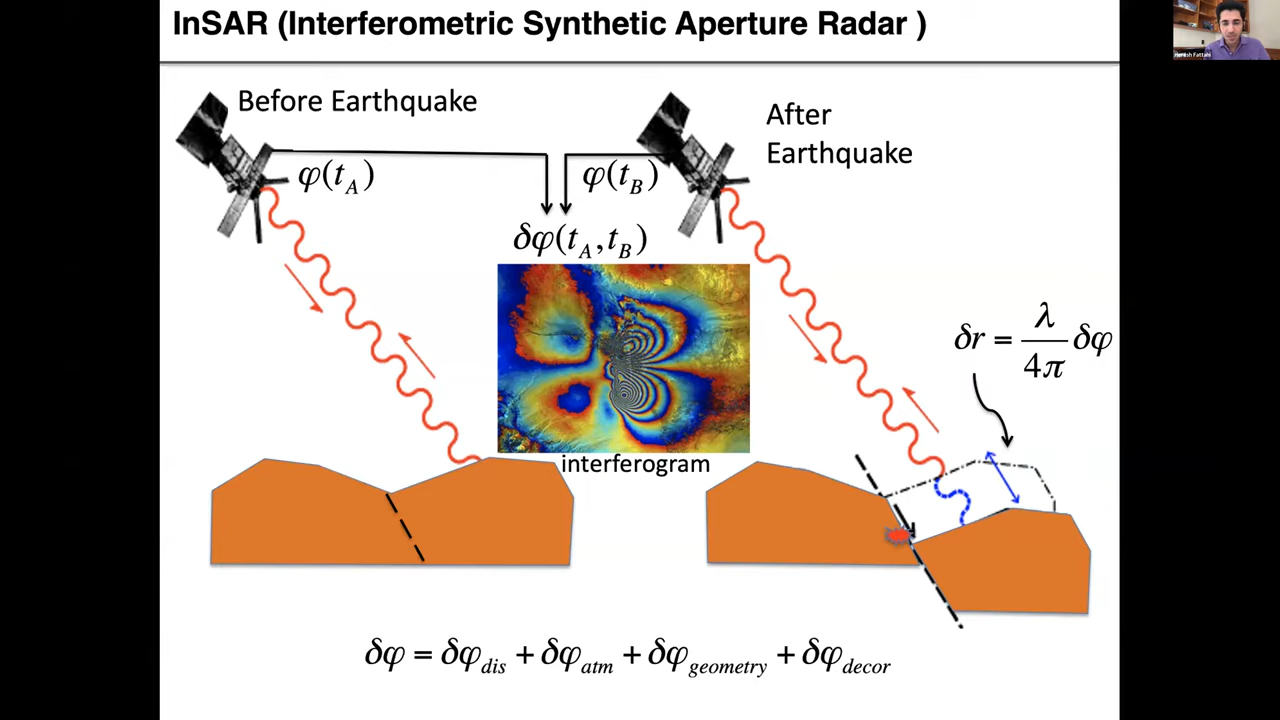 InSAR (Interferometric Synthetic Aperture Radar )
Before Earthquake
After
Earthquake
φ(t_A)
φ(t_B)
δφ(t_A,t_B)
δr = λ/4π δφ
interferogram
δφ = δφ_dis + δφ_atm + δφ_geometry + δφ_decor
Fattahi